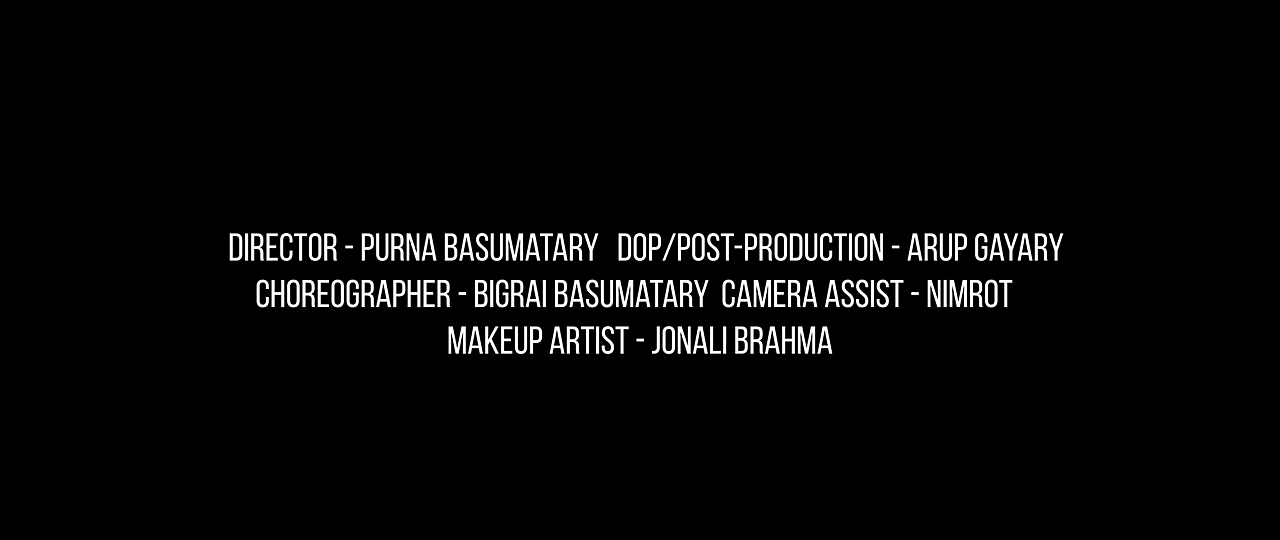 DIRECTOR - PURNA BASUMATARY DOP/POST-PRODUCTION - ARUP GAYARY
CHOREOGRAPHER - BIGRAI BASUMATARY CAMERA ASSIST - NIMROT
MAKEUP ARTIST - JONALI BRAHMA